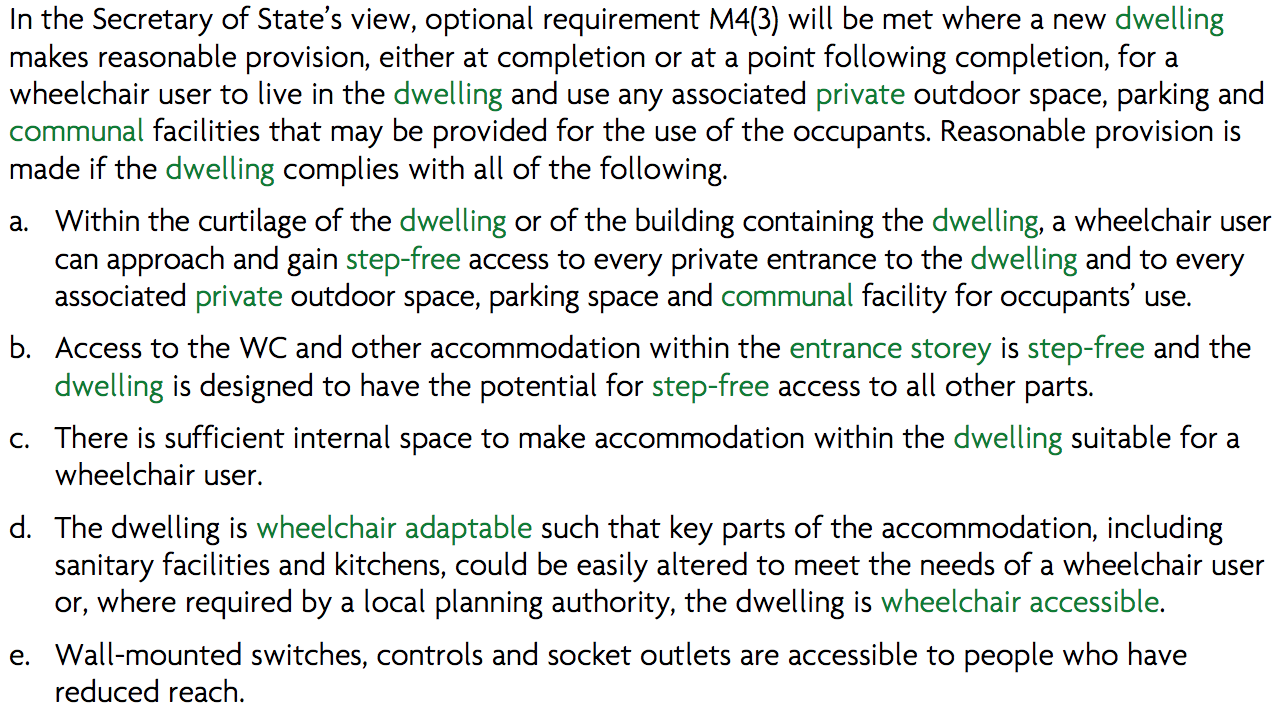 In the Secretary of State’s view, optional requirement M4(3) will be met where a new dwelling
makes reasonable provision, either at completion or at a point following completion, for a
wheelchair user to live in the dwelling and use any associated private outdoor space, parking and
communal facilities that may be provided for the use of the occupants. Reasonable provision is
made if the dwelling complies with all of the following.
a. Within the curtilage of the dwelling or of the building containing the dwelling, a wheelchair user
can approach and gain step-free access to every private entrance to the dwelling and to every
associated private outdoor space, parking space and communal facility for occupants’ use.
b. Access to the WC and other accommodation within the entrance storey is step-free and the
dwelling is designed to have the potential for step-free access to all other parts.
c. There is sufficient internal space to make accommodation within the dwelling suitable for a
wheelchair user.
d. The dwelling is wheelchair adaptable such that key parts of the accommodation, including
sanitary facilities and kitchens, could be easily altered to meet the needs of a wheelchair user
or, where required by a local planning authority, the dwelling is wheelchair accessible.
e. Wall-mounted switches, controls and socket outlets are accessible to people who have
reduced reach.